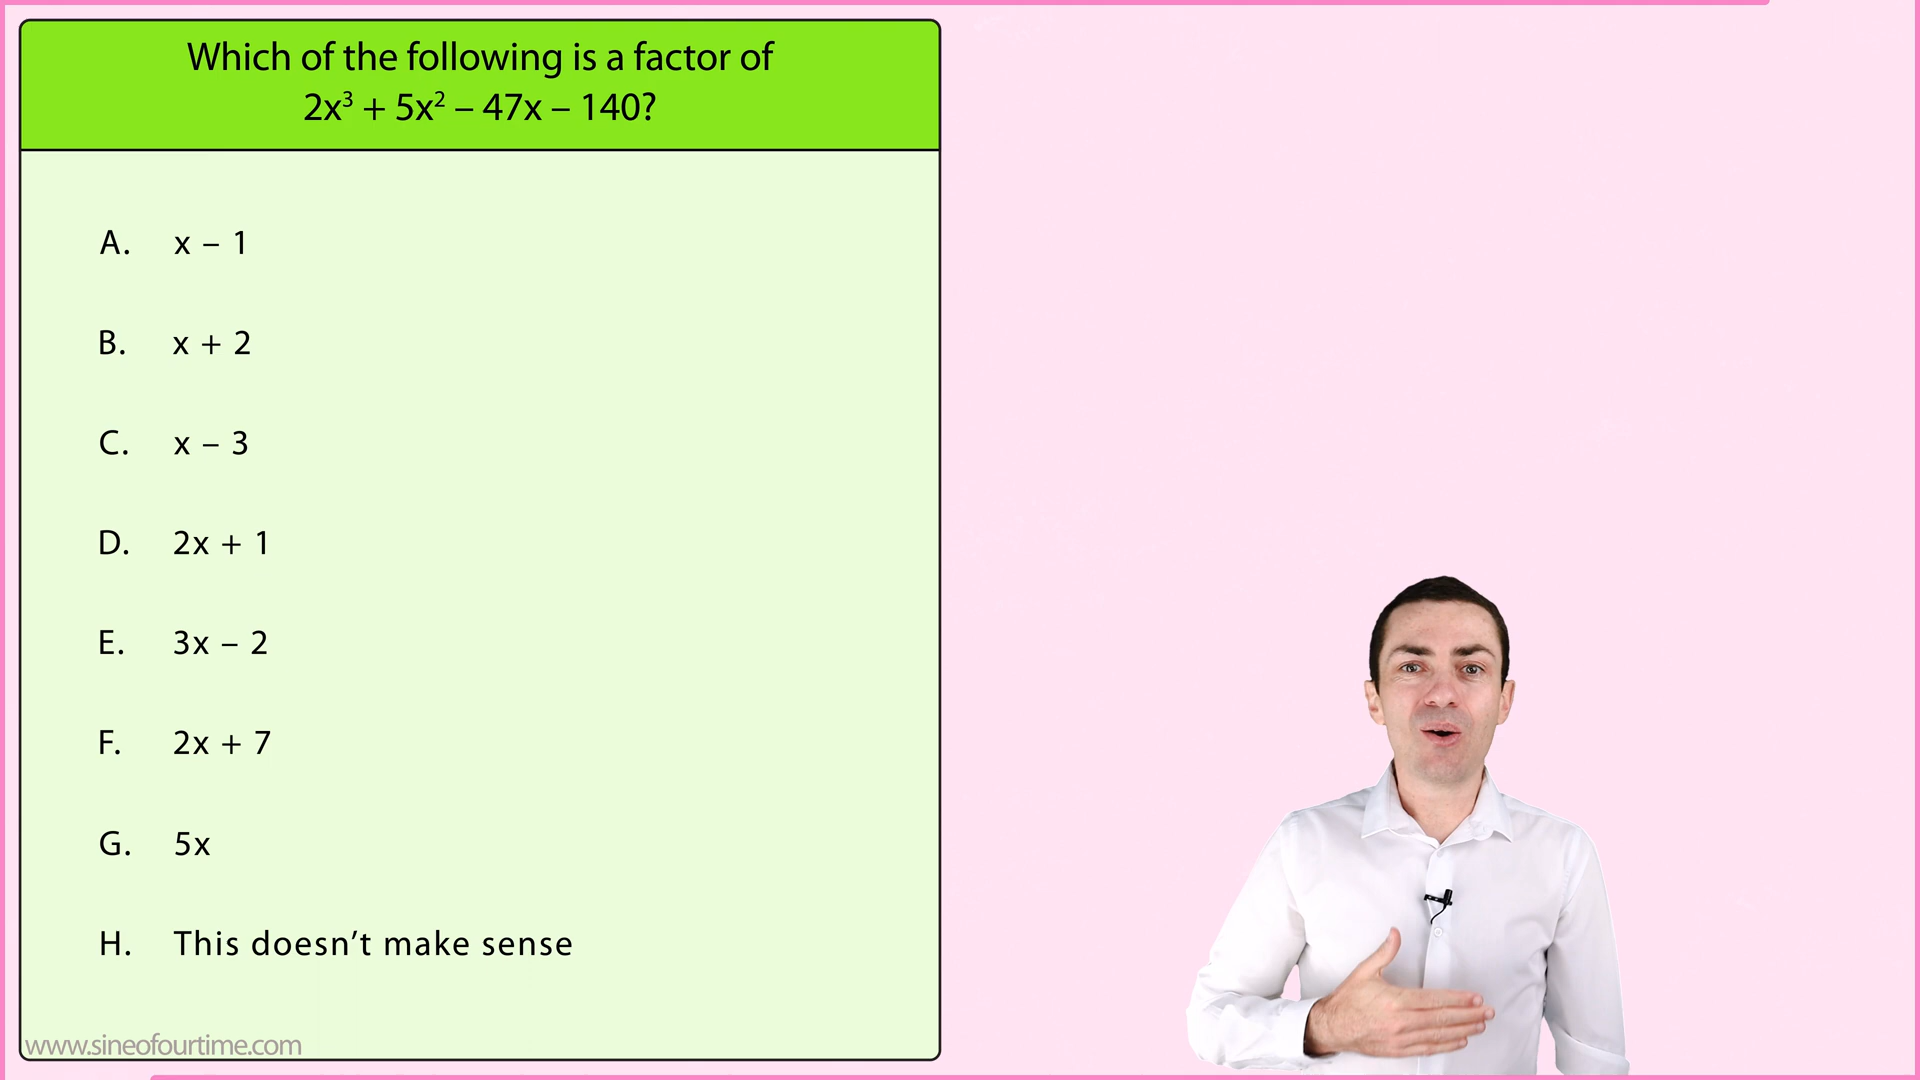 Which of the following is a factor of
2x³ + 5x² – 47x – 140?
A. x – 1
B. x + 2
C. x – 3
D. 2x + 1
E. 3x – 2
F. 2x + 7
G. 5x
H. This doesn’t make sense
www.sineofourtime.com